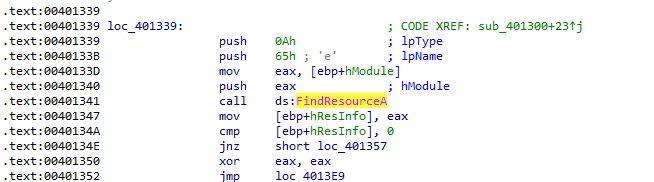 .text:00401339
.text:00401339 loc_401339: ; CODE XREF: sub_401300+23↑j
.text:00401339 push 0Ah ; lpType
.text:0040133B push 65h ; 'e' ; lpName
.text:0040133D mov eax, [ebp+hModule]
.text:00401340 push eax ; hModule
.text:00401341 call ds:FindResourceA
.text:00401347 mov [ebp+hResInfo], eax
.text:0040134A cmp [ebp+hResInfo], 0
.text:0040134E jnz short loc_401357
.text:00401350 xor eax, eax
.text:00401352 jmp loc_4013E9